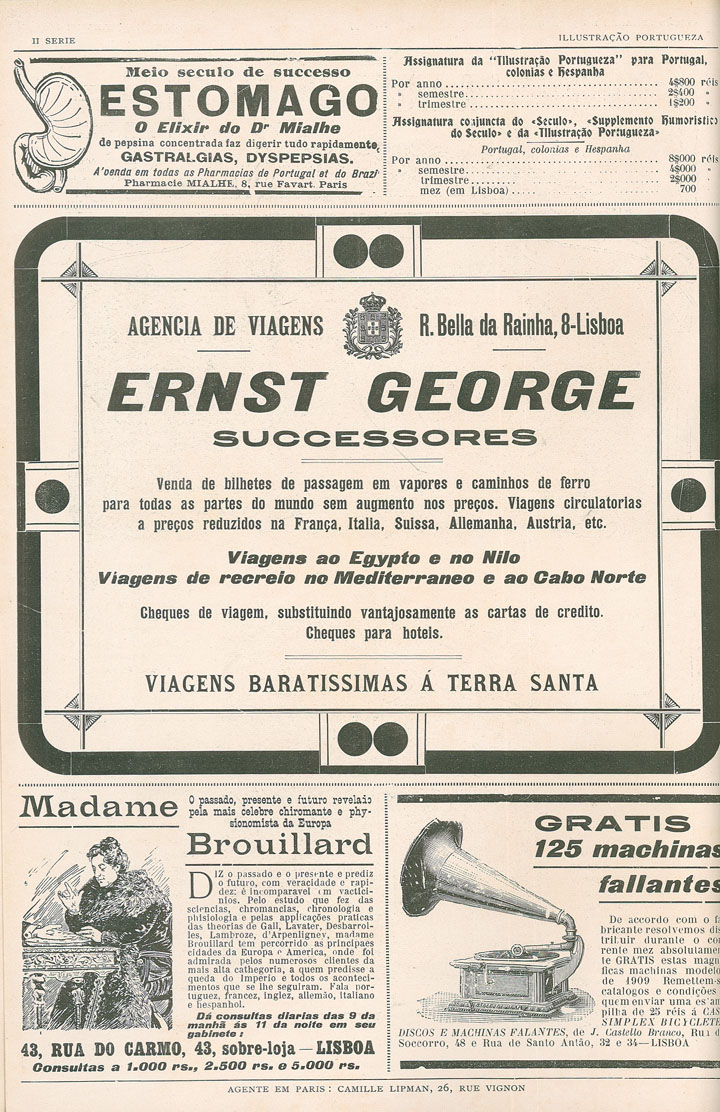 II SERIE
ILLUSTRAÇÃO PORTUGUEZA
Meio seculo de successo
ESTOMAGO
O Elixir do Dr Mialhe
de pepsina concentrada faz digerir tudo rapidamente,
GASTRALGIAS, DYSPEPSIAS.
A' venda em todas as Pharmacias de Portugal et do Brazil
Pharmacie MIALHE, 8, rue Favart. Paris
Assignatura da "Illustração Portugueza" para Portugal,
colonias e Hespanha
Por anno 4$800 réis
» semestre 2$400 »
» trimestre 1$200 »
Assignatura conjuncta do «Seculo», «Supplemento Humoristico
do Seculo» e da «Illustração Portugueza»
Portugal, colonias e Hespanha
Por anno 8$000 réis
» semestre 4$000 »
trimestre 2$000 »
mez (em Lisboa) 700
AGENCIA DE VIAGENS
R. Bella da Rainha, 8-Lisboa
ERNST GEORGE
SUCCESSORES
Venda de bilhetes de passagem em vapores e caminhos de ferro
para todas as partes do mundo sem augmento nos preços. Viagens circulatorias
a preços reduzidos na França, Italia, Suissa, Allemanha, Austria, etc.
Viagens ao Egypto e no Nilo
Viagens de recreio no Mediterraneo e ao Cabo Norte
Cheques de viagem, substituindo vantajosamente as cartas de credito.
Cheques para hoteis.
VIAGENS BARATISSIMAS Á TERRA SANTA
Madame
O passado, presente e futuro revelado
pela mais celebre chiromante e phy-
sionomista da Europa
Brouillard
DIZ o passado e o presente e prediz
o futuro, com veracidade e rapi-
dez: é incomparavel em vactici-
nios. Pelo estudo que fez das
sciencias, chromancias, chronologia e
phisiologia e pelas applicações praticas
das theorias de Gall, Lavater, Desbarrol-
les, Lambroze, d'Arpenligney, madame
Brouillard tem percorrido as principaes
cidades da Europa e America, onde foi
admirada pelos numerosos clientes da
mais alta cathegoria, a quem predisse a
queda do Imperio e todos os aconteci-
mentos que se lhe seguiram. Fala por-
tuguez, francez, inglez, allemão, italiano
e hespanhol.
Dá consultas diarias das 9 da
manhã ás 11 da noite em seu
gabinete:
43, RUA DO CARMO, 43, sobre-loja — LISBOA
Consultas a 1.000 rs., 2.500 rs. e 5.000 rs.
GRATIS
125 machinas
fallantes
De accordo com o fa
bricante resolvemos dis
tribuir durante o cor
rente mez absolutamen
te GRATIS estas magni
ficas machinas modelo
de 1909 Remettem-s
catalogos e condições
quem enviar uma estam
pilha de 25 réis á CAS
SIMPLEX BICYCLETE
DISCOS E MACHINAS FALANTES, de J. Castello Branco, Rua d
Soccorro, 48 e Rua de Santo Antão, 32 e 34—LISBOA
AGENTE EM PARIS: CAMILLE LIPMAN, 26, RUE VIGNON